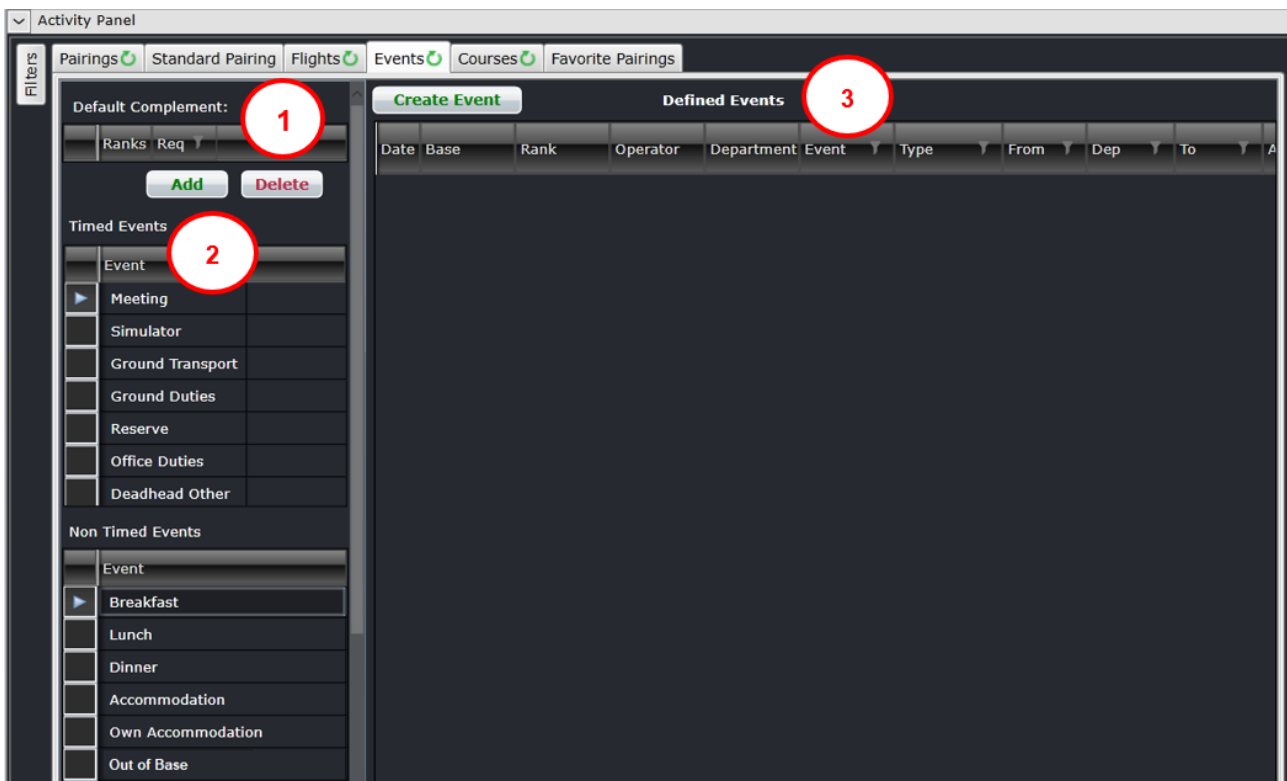 Activity Panel
Filters
Pairings Standard Pairing Flights Events Courses Favorite Pairings
Default Complement:
1
Ranks Req
Add Delete
Timed Events
2
Event
Meeting
Simulator
Ground Transport
Ground Duties
Reserve
Office Duties
Deadhead Other
Non Timed Events
Event
Breakfast
Lunch
Dinner
Accommodation
Own Accommodation
Out of Base
Create Event Defined Events 3
Date Base Rank Operator Department Event Type From Dep To A